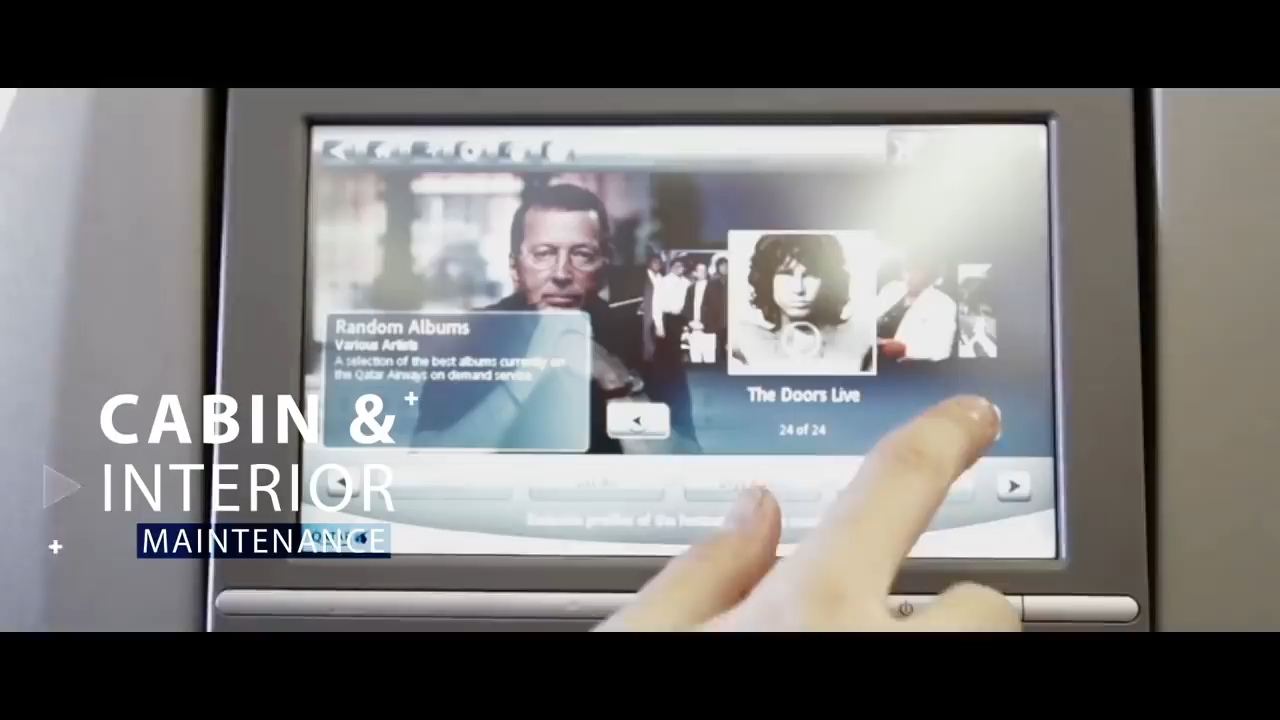 Random Albums
Various Artists
A selection of the best albums currently on
the Qatar Airways on demand service
The Doors Live
24 of 24
CABIN &
INTERIOR
MAINTENANCE